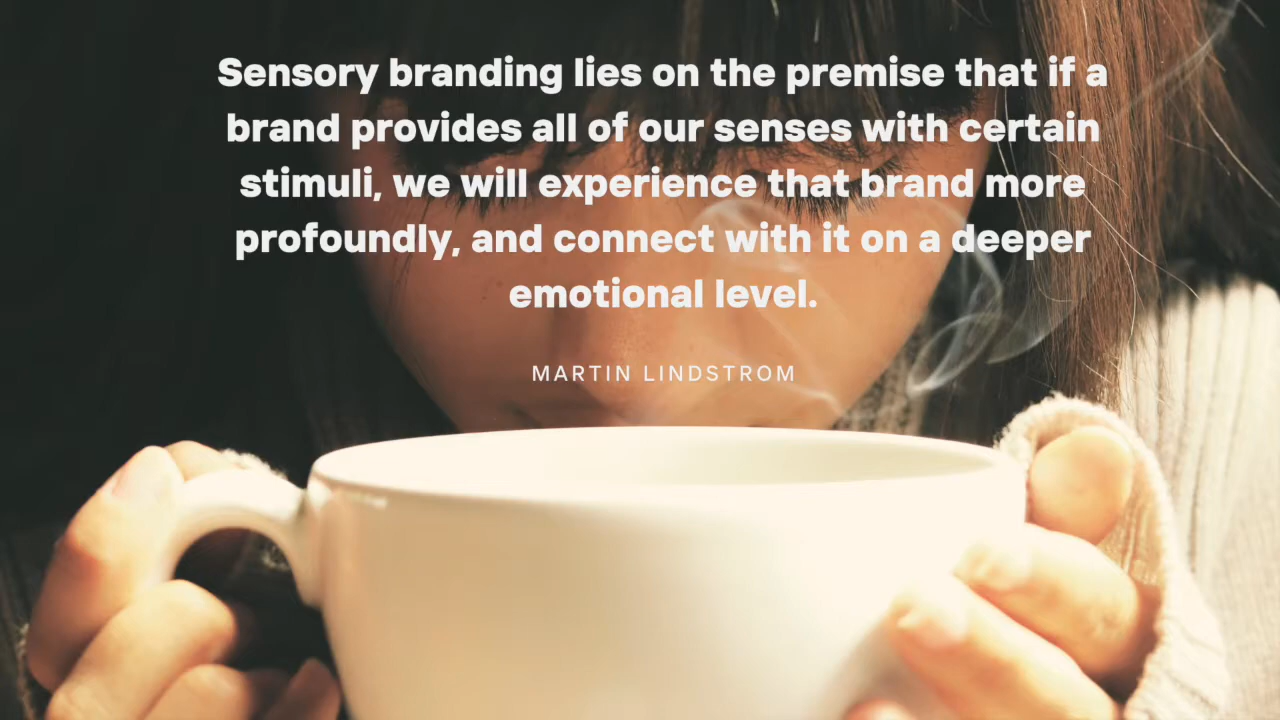 Sensory branding lies on the premise that if a
brand provides all of our senses with certain
stimuli, we will experience that brand more
profoundly, and connect with it on a deeper
emotional level.
MARTIN LINDSTROM